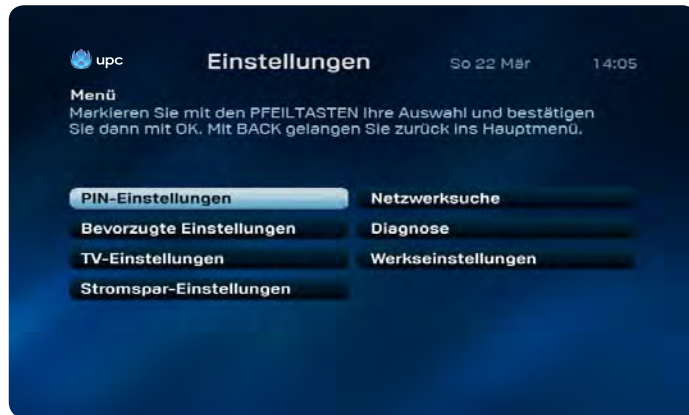 upc Einstellungen So 22 Mär 14:05
Menü
Markieren Sie mit den PFEILTASTEN Ihre Auswahl und bestätigen
Sie dann mit OK. Mit BACK gelangen Sie zurück ins Hauptmenü.
PIN-Einstellungen
Bevorzugte Einstellungen
TV-Einstellungen
Stromspar-Einstellungen
Netzwerksuche
Diagnose
Werkseinstellungen